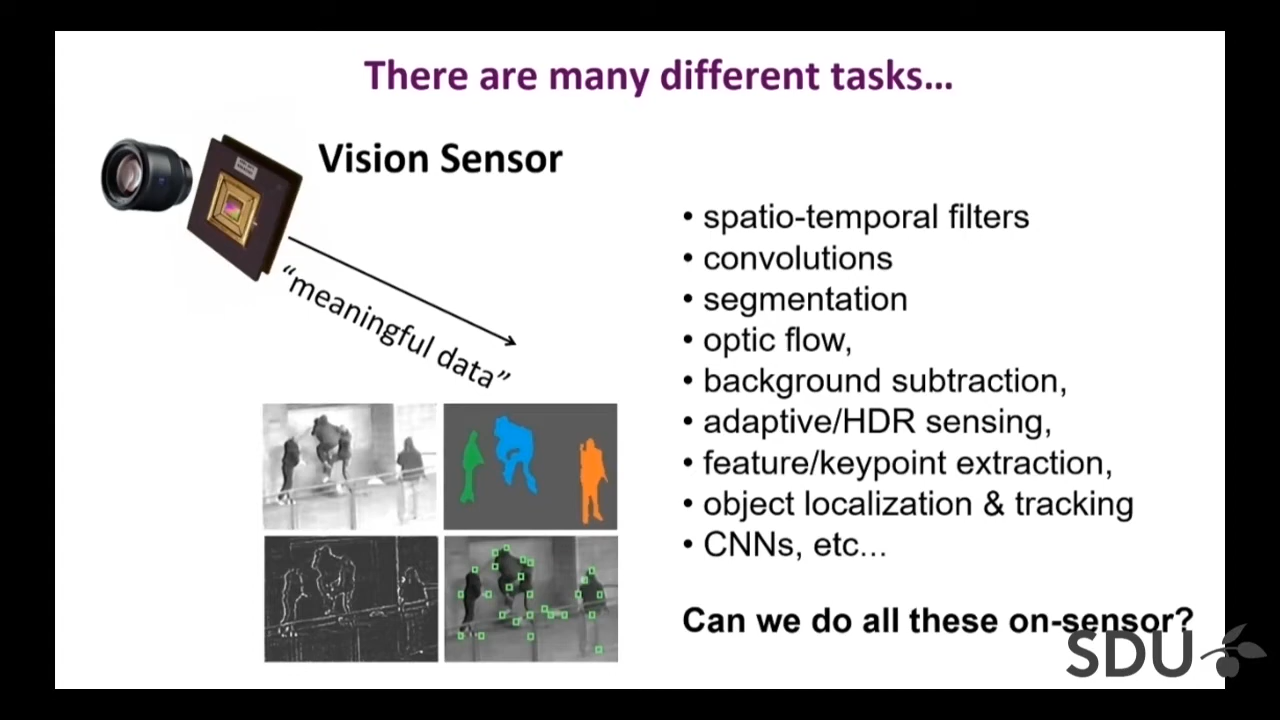 There are many different tasks...
Vision Sensor
"meaningful data"
• spatio-temporal filters
• convolutions
• segmentation
• optic flow,
• background subtraction,
• adaptive/HDR sensing,
• feature/keypoint extraction,
• object localization & tracking
• CNNs, etc...
Can we do all these on-sensor?
SDU